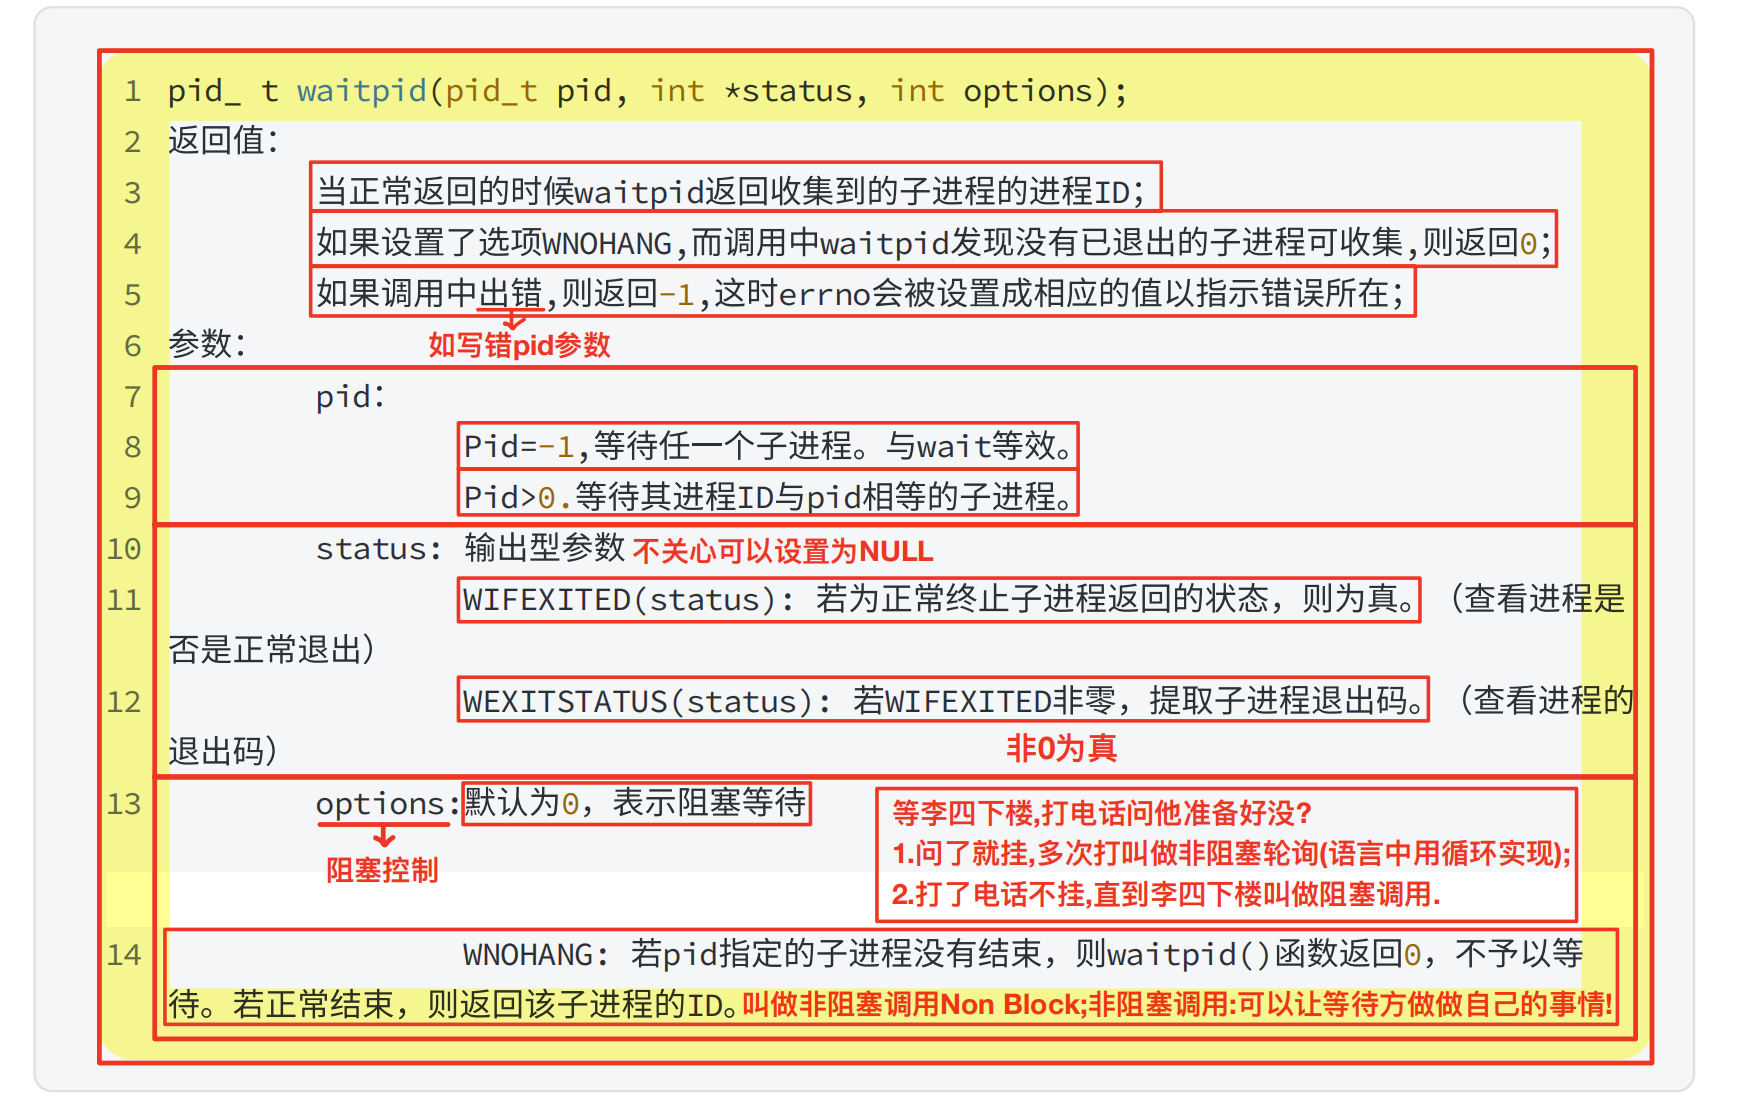 1 pid_ t waitpid(pid_t pid, int *status, int options);
2 返回值：
3 当正常返回的时候waitpid返回收集到的子进程的进程ID；
4 如果设置了选项WNOHANG,而调用中waitpid发现没有已退出的子进程可收集,则返回0；
5 如果调用中出错,则返回-1,这时errno会被设置成相应的值以指示错误所在；
如写错pid参数
6 参数：
7 pid：
8 Pid=-1,等待任一个子进程。与wait等效。
9 Pid>0.等待其进程ID与pid相等的子进程。
10 status: 输出型参数 不关心可以设置为NULL
11 WIFEXITED(status): 若为正常终止子进程返回的状态，则为真。（查看进程是
否是正常退出）
12 WEXITSTATUS(status): 若WIFEXITED非零，提取子进程退出码。（查看进程的
退出码）
非0为真
13 options:默认为0，表示阻塞等待
阻塞控制
等李四下楼,打电话问他准备好没?
1.问了就挂,多次打叫做非阻塞轮询(语言中用循环实现);
2.打了电话不挂,直到李四下楼叫做阻塞调用.
14 WNOHANG: 若pid指定的子进程没有结束，则waitpid()函数返回0，不予以等
待。若正常结束，则返回该子进程的ID。叫做非阻塞调用Non Block;非阻塞调用:可以让等待方做做自己的事情!